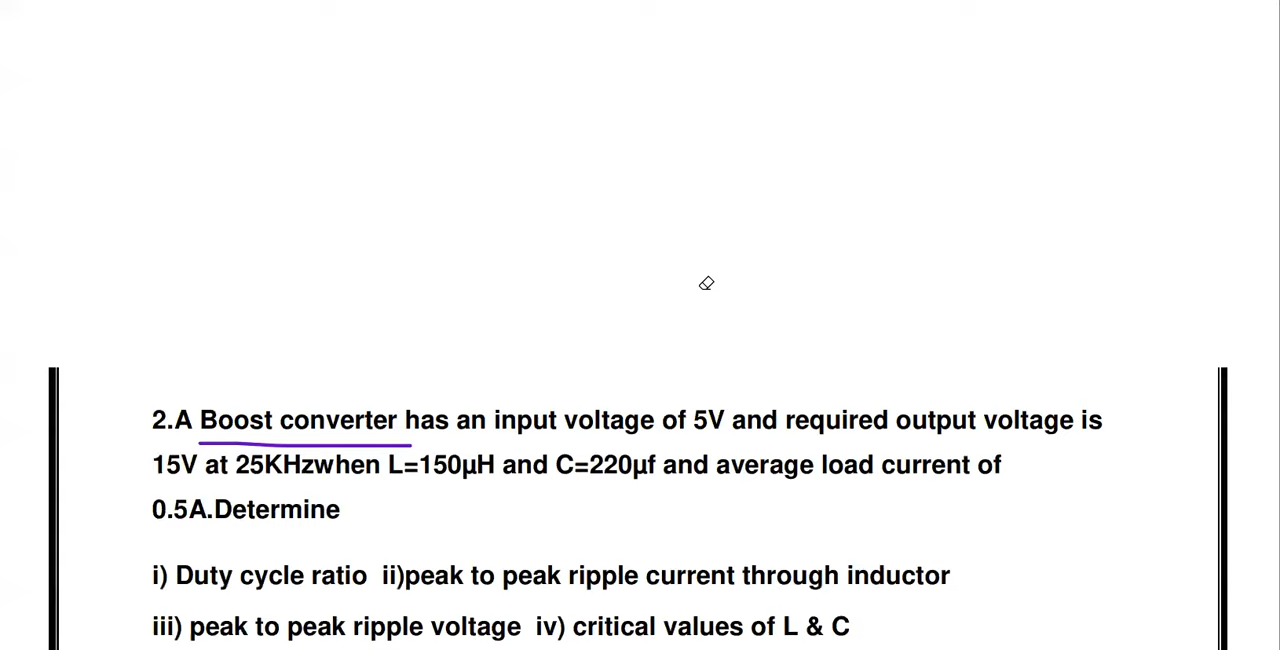 2.A Boost converter has an input voltage of 5V and required output voltage is
15V at 25KHzwhen L=150µH and C=220µf and average load current of
0.5A.Determine
i) Duty cycle ratio  ii)peak to peak ripple current through inductor
iii) peak to peak ripple voltage  iv) critical values of L & C